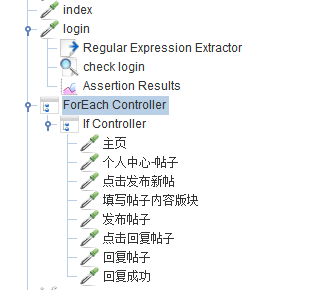 index
login
Regular Expression Extractor
check login
Assertion Results
ForEach Controller
If Controller
主页
个人中心-帖子
点击发布新帖
填写帖子内容版块
发布帖子
点击回复帖子
回复帖子
回复成功